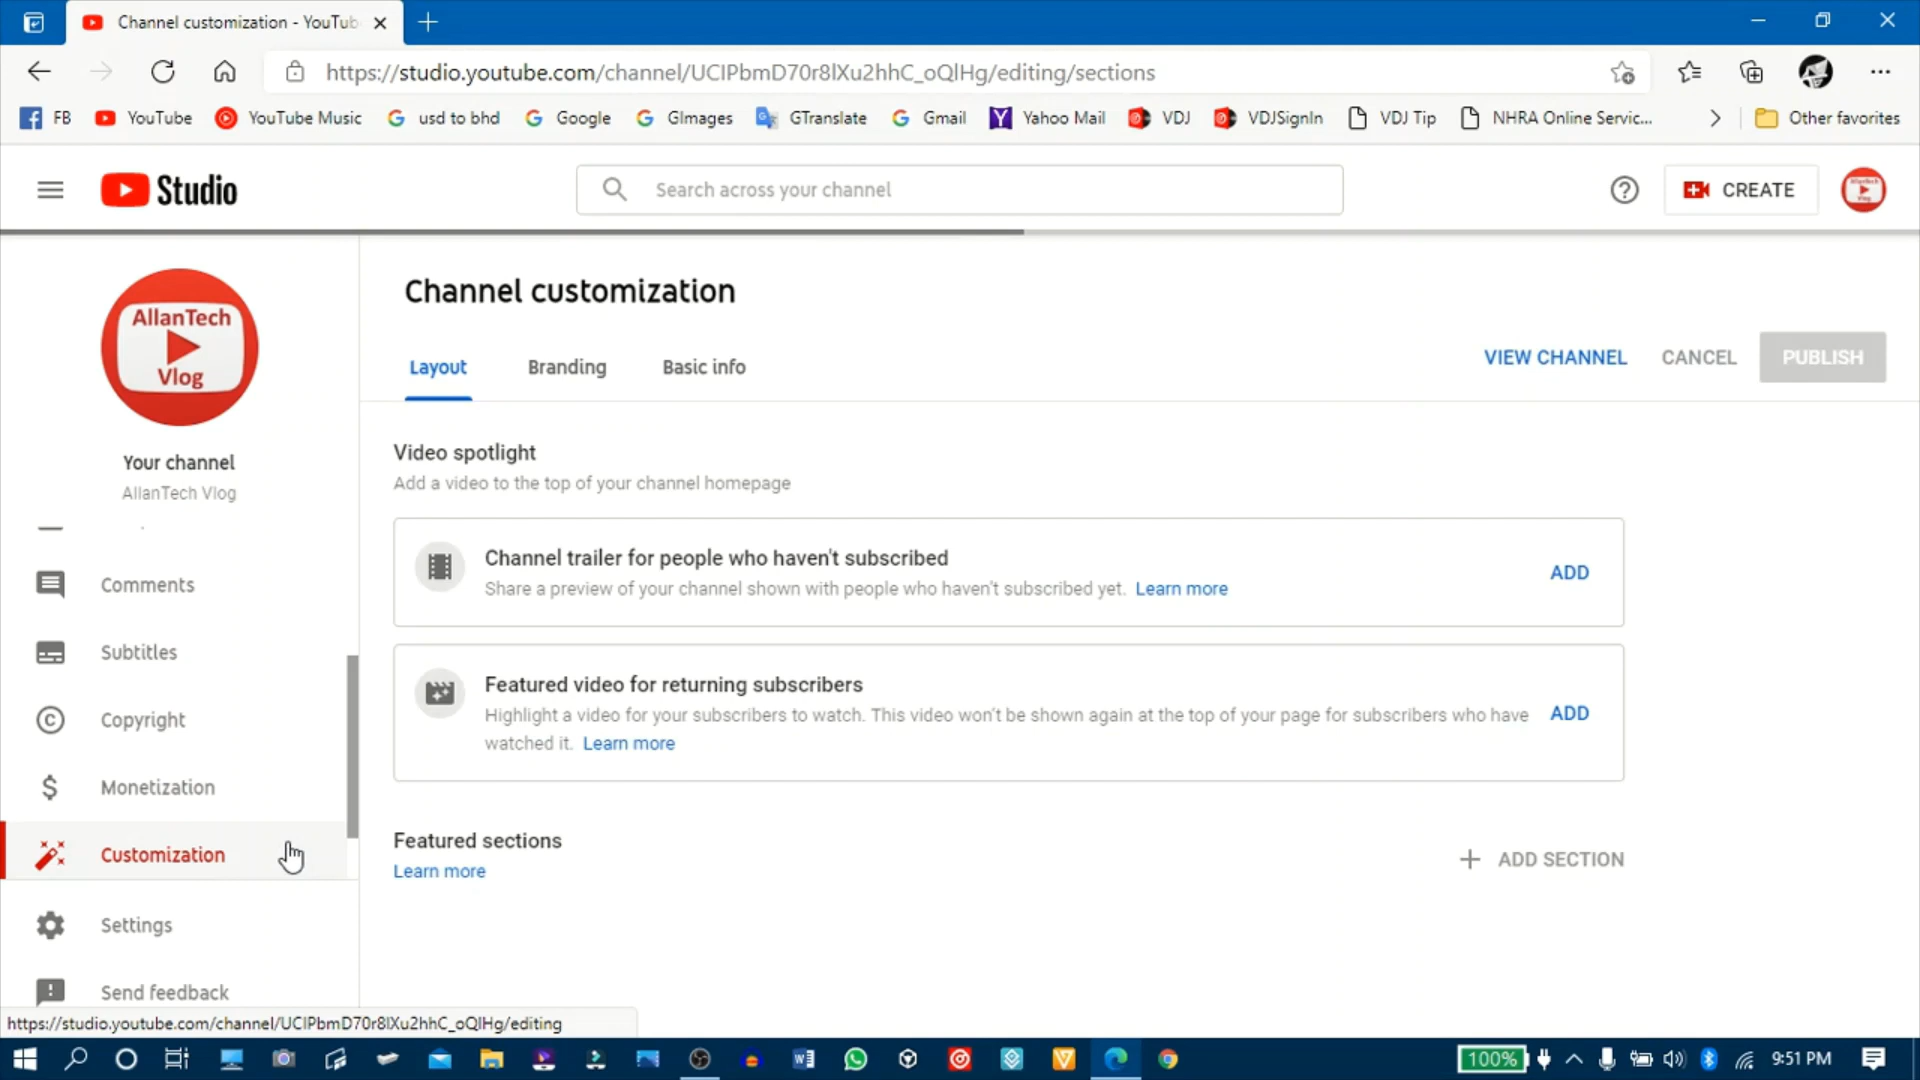 Channel customization - YouTub
https://studio.youtube.com/channel/UCIPbmD70r8lXu2hhC_oQlHg/editing/sections
FB
YouTube
YouTube Music
usd to bhd
Google
GImages
GTranslate
Gmail
Yahoo Mail
VDJ
VDJSignIn
VDJ Tip
NHRA Online Servic...
Other favorites
Studio
Search across your channel
CREATE
AllanTech
Vlog
Your channel
AllanTech Vlog
Comments
Subtitles
Copyright
Monetization
Customization
Settings
Send feedback
Channel customization
Layout
Branding
Basic info
VIEW CHANNEL
CANCEL
PUBLISH
Video spotlight
Add a video to the top of your channel homepage
Channel trailer for people who haven't subscribed
Share a preview of your channel shown with people who haven't subscribed yet. Learn more
ADD
Featured video for returning subscribers
Highlight a video for your subscribers to watch. This video won't be shown again at the top of your page for subscribers who have
watched it. Learn more
ADD
Featured sections
Learn more
ADD SECTION
https://studio.youtube.com/channel/UCIPbmD70r8lXu2hhC_oQlHg/editing
100%
9:51 PM